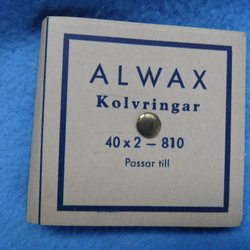 ALWAX
Kolvringar
40 x 2 – 810
Passar till